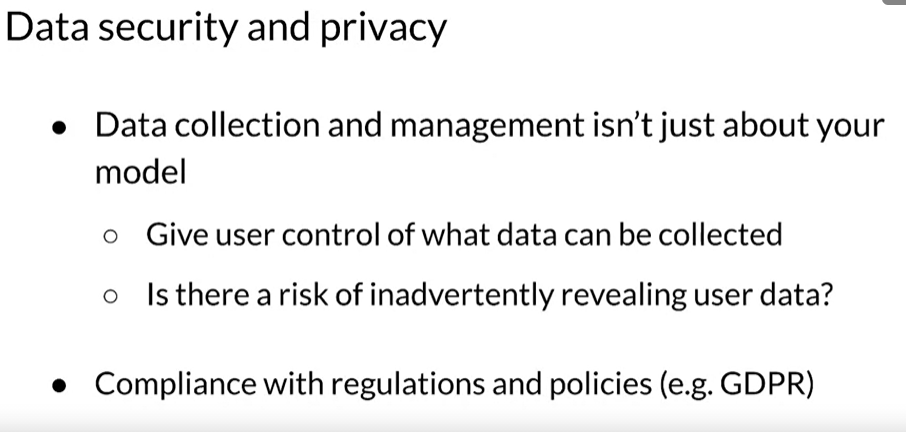 Data security and privacy
● Data collection and management isn’t just about your
model
○ Give user control of what data can be collected
○ Is there a risk of inadvertently revealing user data?
● Compliance with regulations and policies (e.g. GDPR)